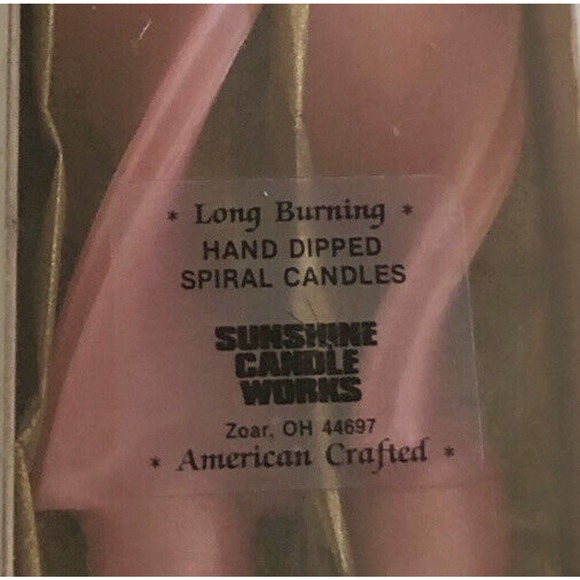 * Long Burning *
HAND DIPPED
SPIRAL CANDLES
SUNSHINE
CANDLE
WORKS
Zoar, OH 44697
* American Crafted *